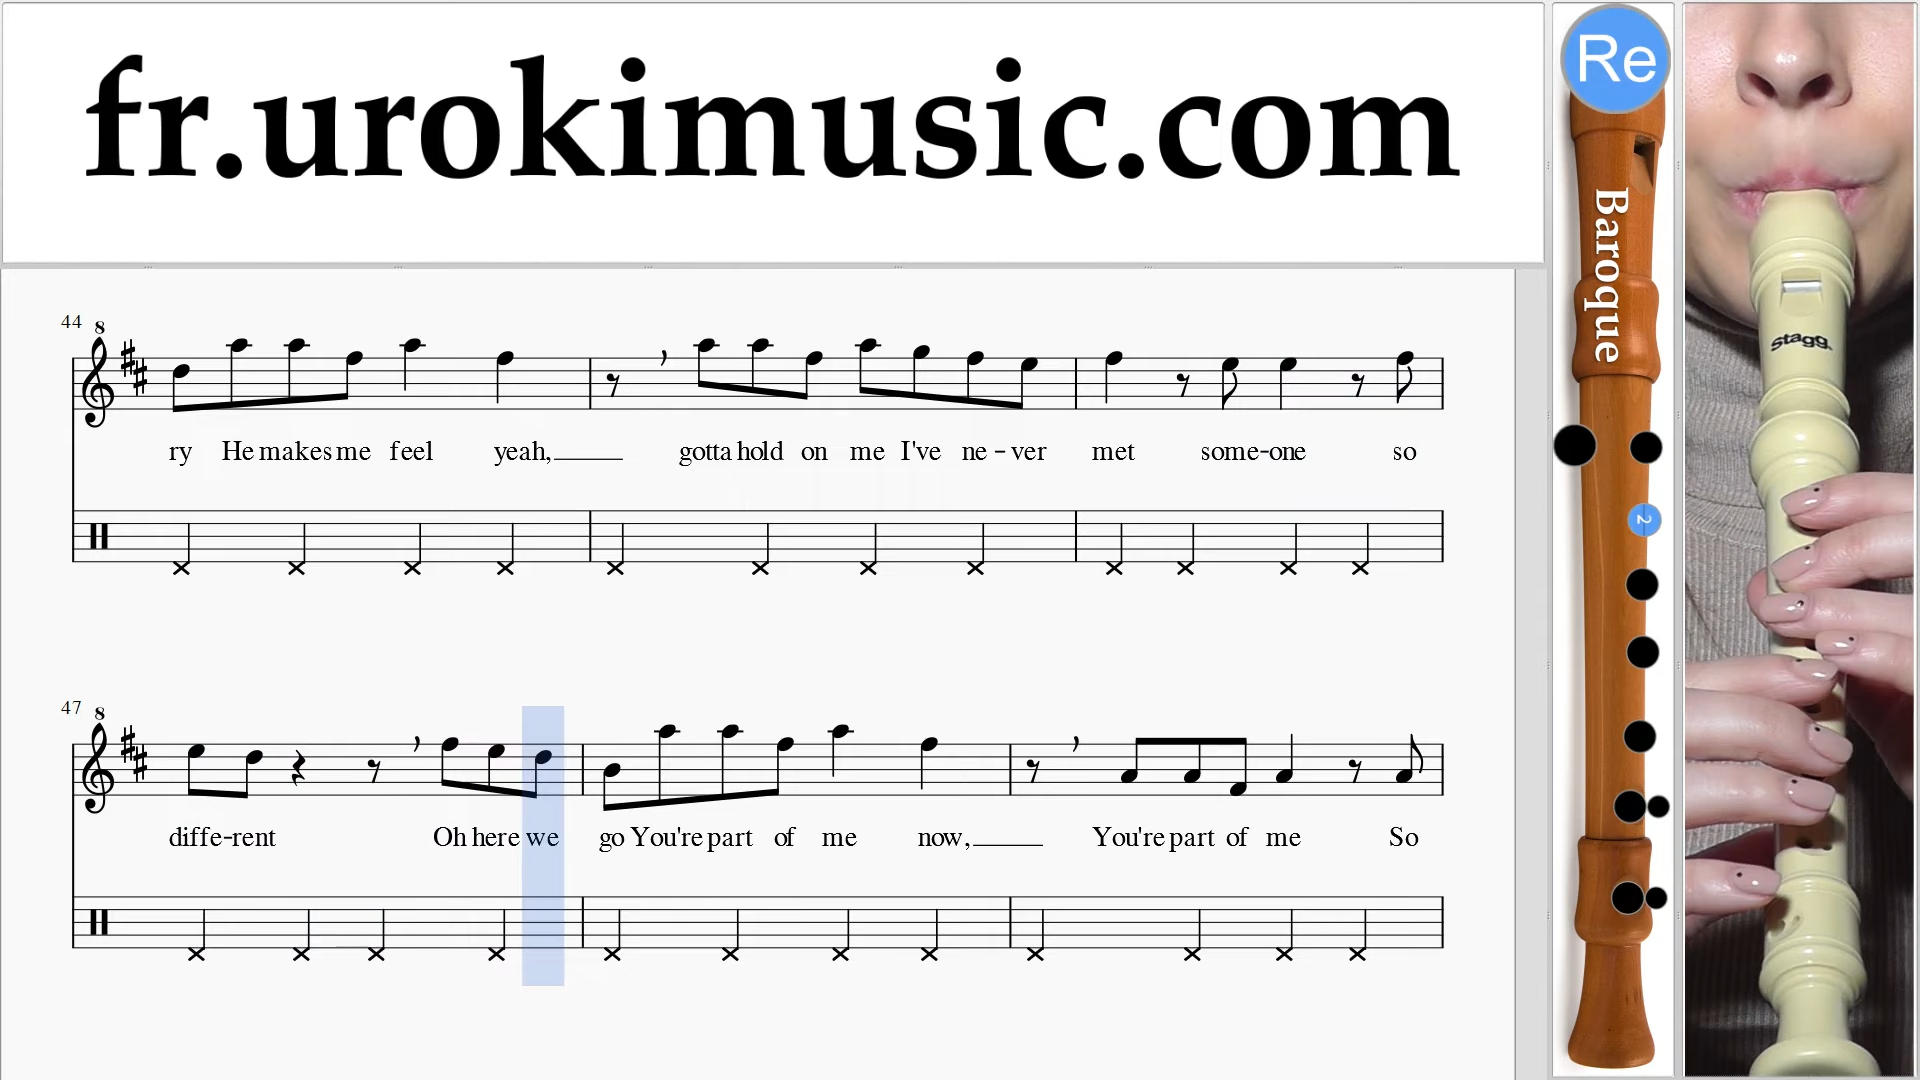 fr.urokimusic.com
Re
Baroque
2
Stagg
44
8
ry He makes me feel yeah,____ gotta hold on me I've ne - ver met some-one so
47
8
diffe-rent Oh here we go You're part of me now,____ You're part of me So